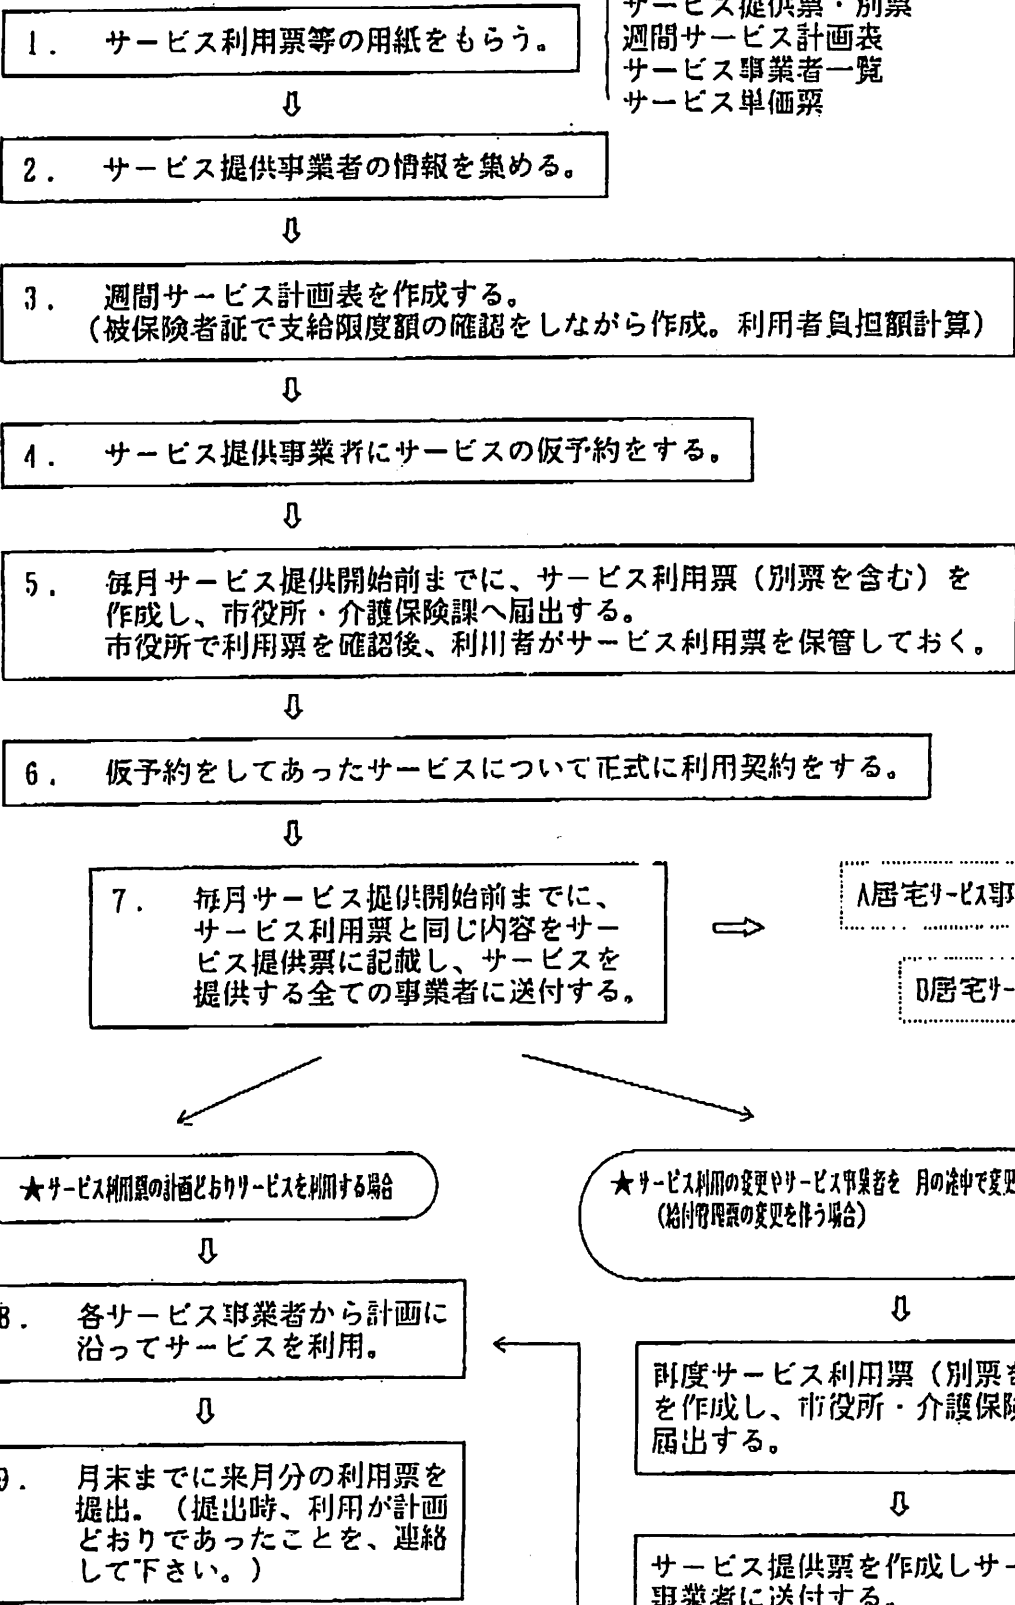 サービス提供票・別票
週間サービス計画表
サービス事業者一覧
サービス単価票
1. サービス利用票等の用紙をもらう。
2. サービス提供事業者の情報を集める。
3. 週間サービス計画表を作成する。
(被保険者証で支給限度額の確認をしながら作成。利用者負担額計算)
4. サービス提供事業者にサービスの仮予約をする。
5. 毎月サービス提供開始前までに、サービス利用票(別票を含む)を
作成し、市役所・介護保険課へ届出する。
市役所で利用票を確認後、利用者がサービス利用票を保管しておく。
6. 仮予約をしてあったサービスについて正式に利用契約をする。
7. 毎月サービス提供開始前までに、
サービス利用票と同じ内容をサー
ビス提供票に記載し、サービスを
提供する全ての事業者に送付する。
A居宅サービス事
B居宅サー
★サービス利用票の計画どおりサービスを利用する場合
8. 各サービス事業者から計画に
沿ってサービスを利用。
9. 月末までに来月分の利用票を
提出。(提出時、利用が計画
どおりであったことを、連絡
して下さい。)
★サービス利用の変更やサービス事業者を 月の途中で変更
(給付管理票の変更を伴う場合)
再度サービス利用票(別票を
を作成し、市役所・介護保険
届出する。
サービス提供票を作成しサー
事業者に送付する。